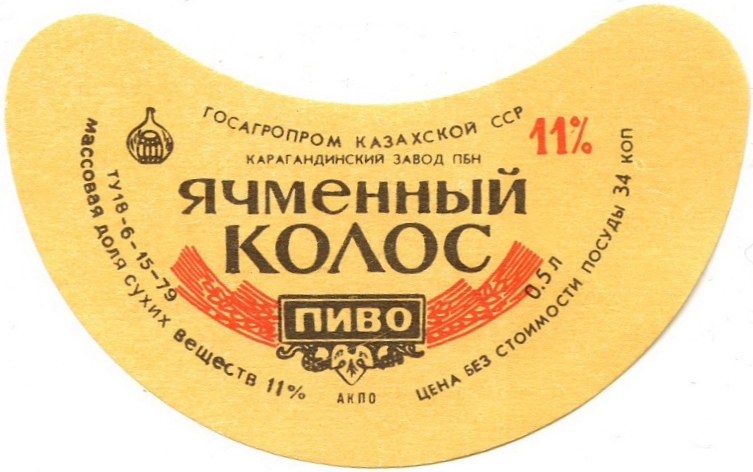 ГОСАГРОПРОМ КАЗАХСКОЙ ССР
КАРАГАНДИНСКИЙ ЗАВОД ПБН
11%
ЯЧМЕННЫЙ
КОЛОС
ПИВО
ТУ18-6-15-79
массовая доля сухих веществ 11%
АКПО
0.5 л
ЦЕНА БЕЗ СТОИМОСТИ ПОСУДЫ 34 КОП